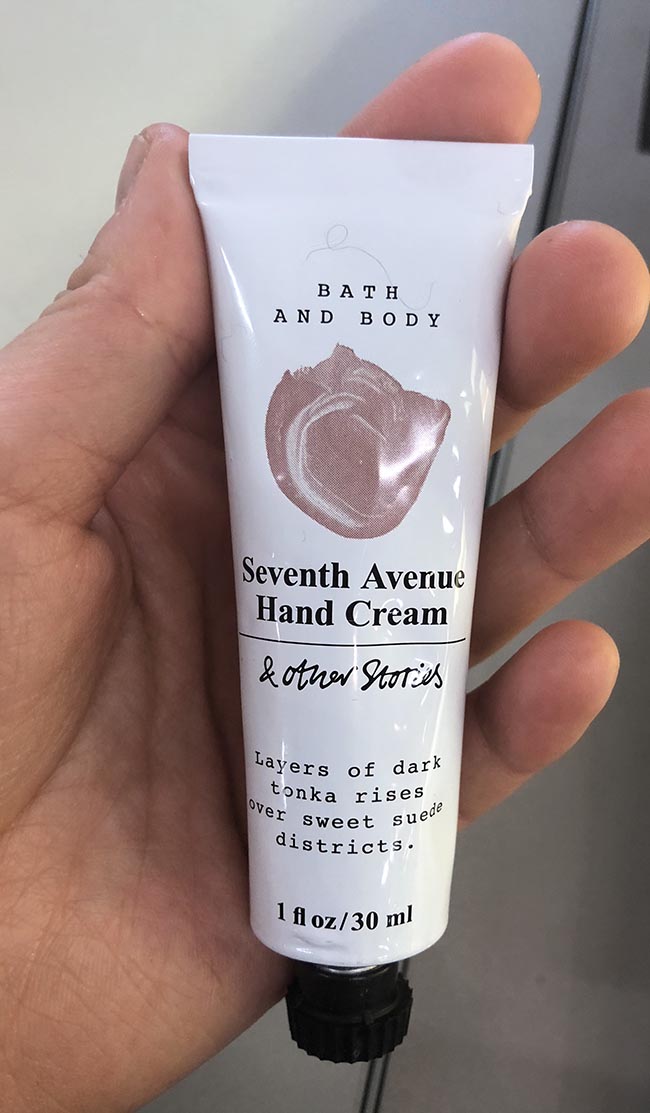 BATH
AND BODY
Seventh Avenue
Hand Cream
& other Stories
Layers of dark
tonka rises
over sweet suede
districts.
1 fl oz/30 ml